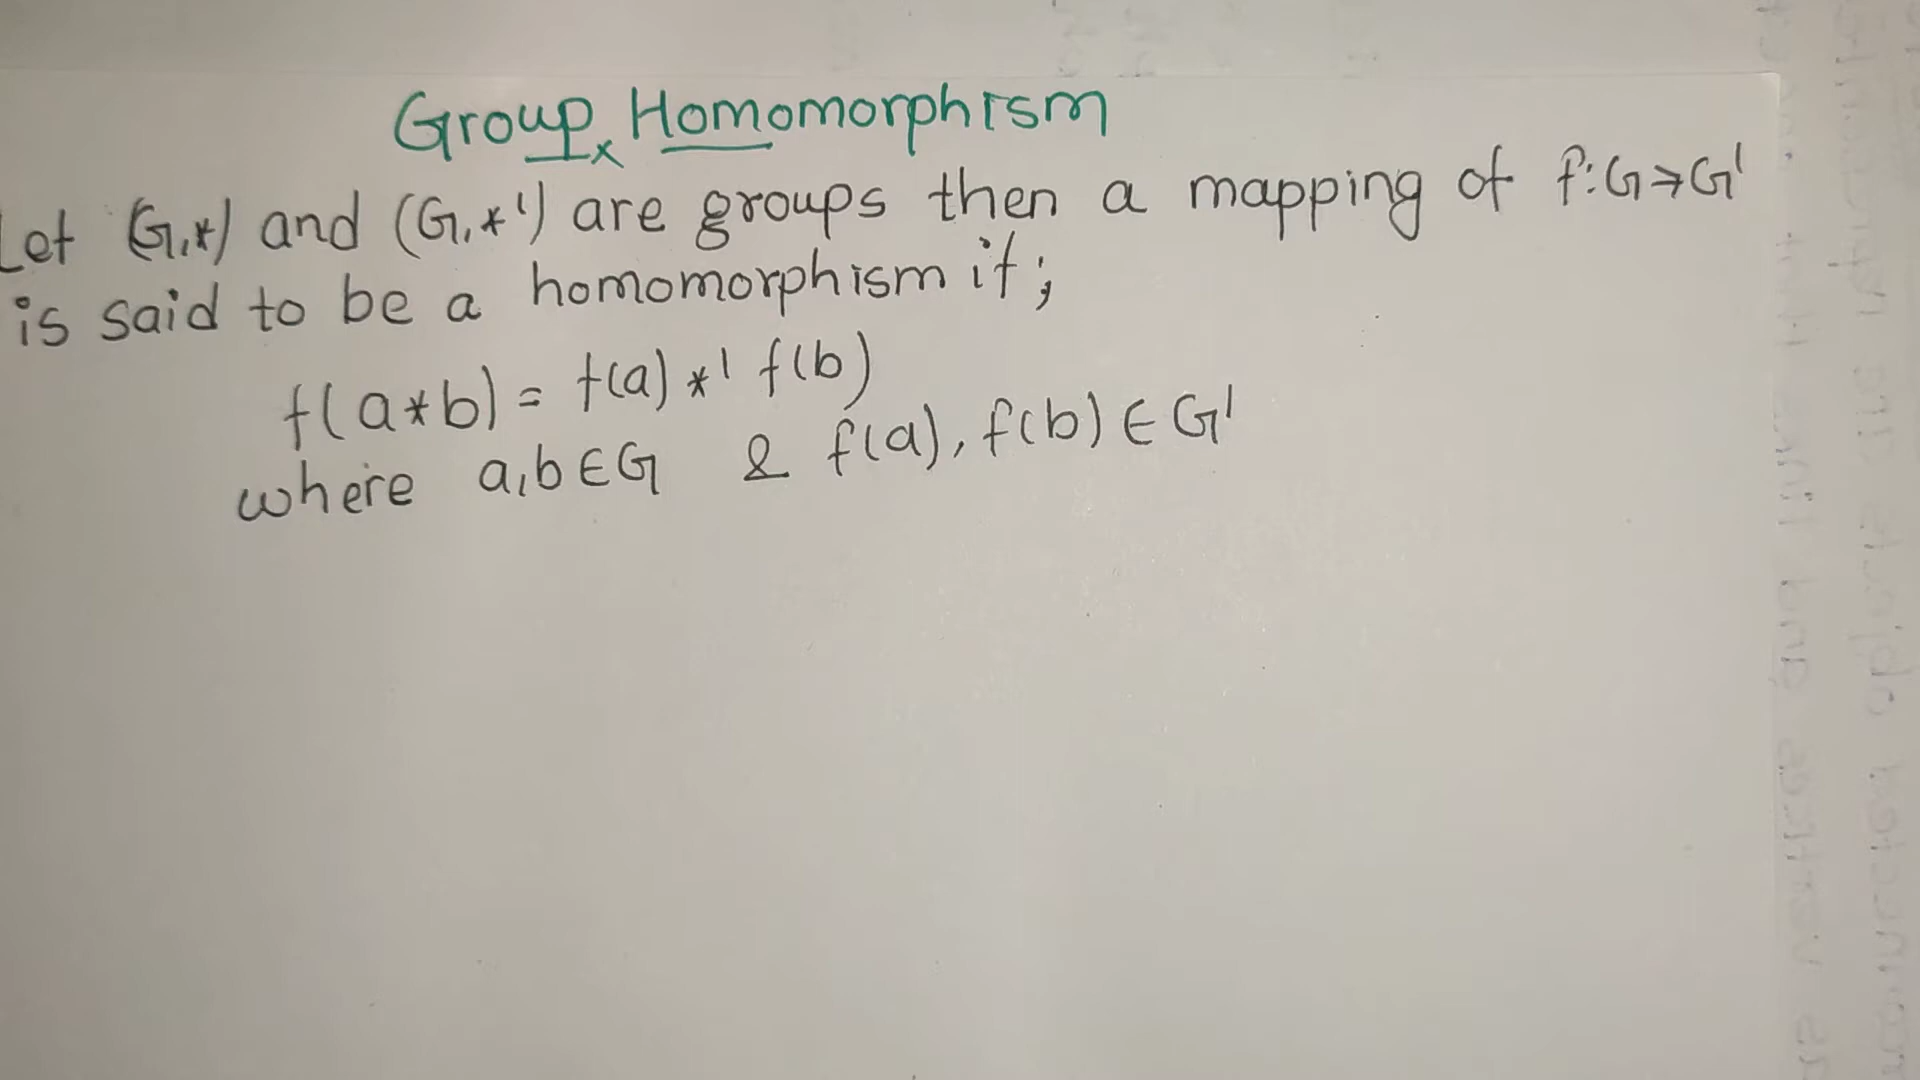 Group Homomorphism
Let (G,*) and (G,*') are groups then a mapping of f:G→G'
is said to be a homomorphism if;
f(a*b) = f(a) *' f(b)
where a,b∈G & f(a), f(b) ∈ G'